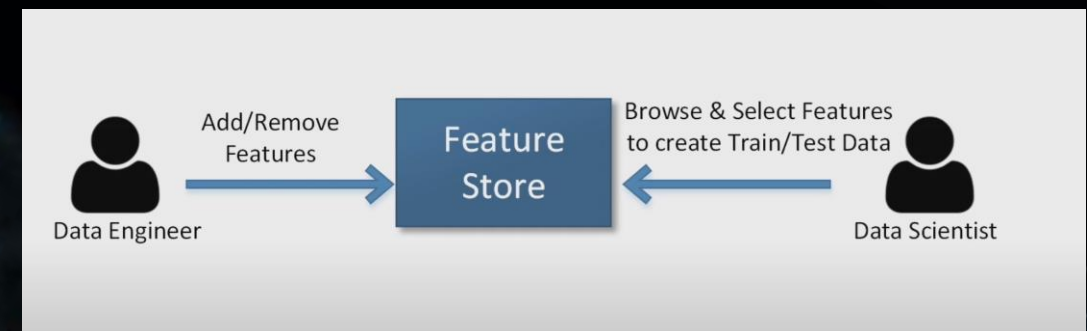 Add/Remove
Features
Feature
Store
Browse & Select Features
to create Train/Test Data
Data Engineer
Data Scientist